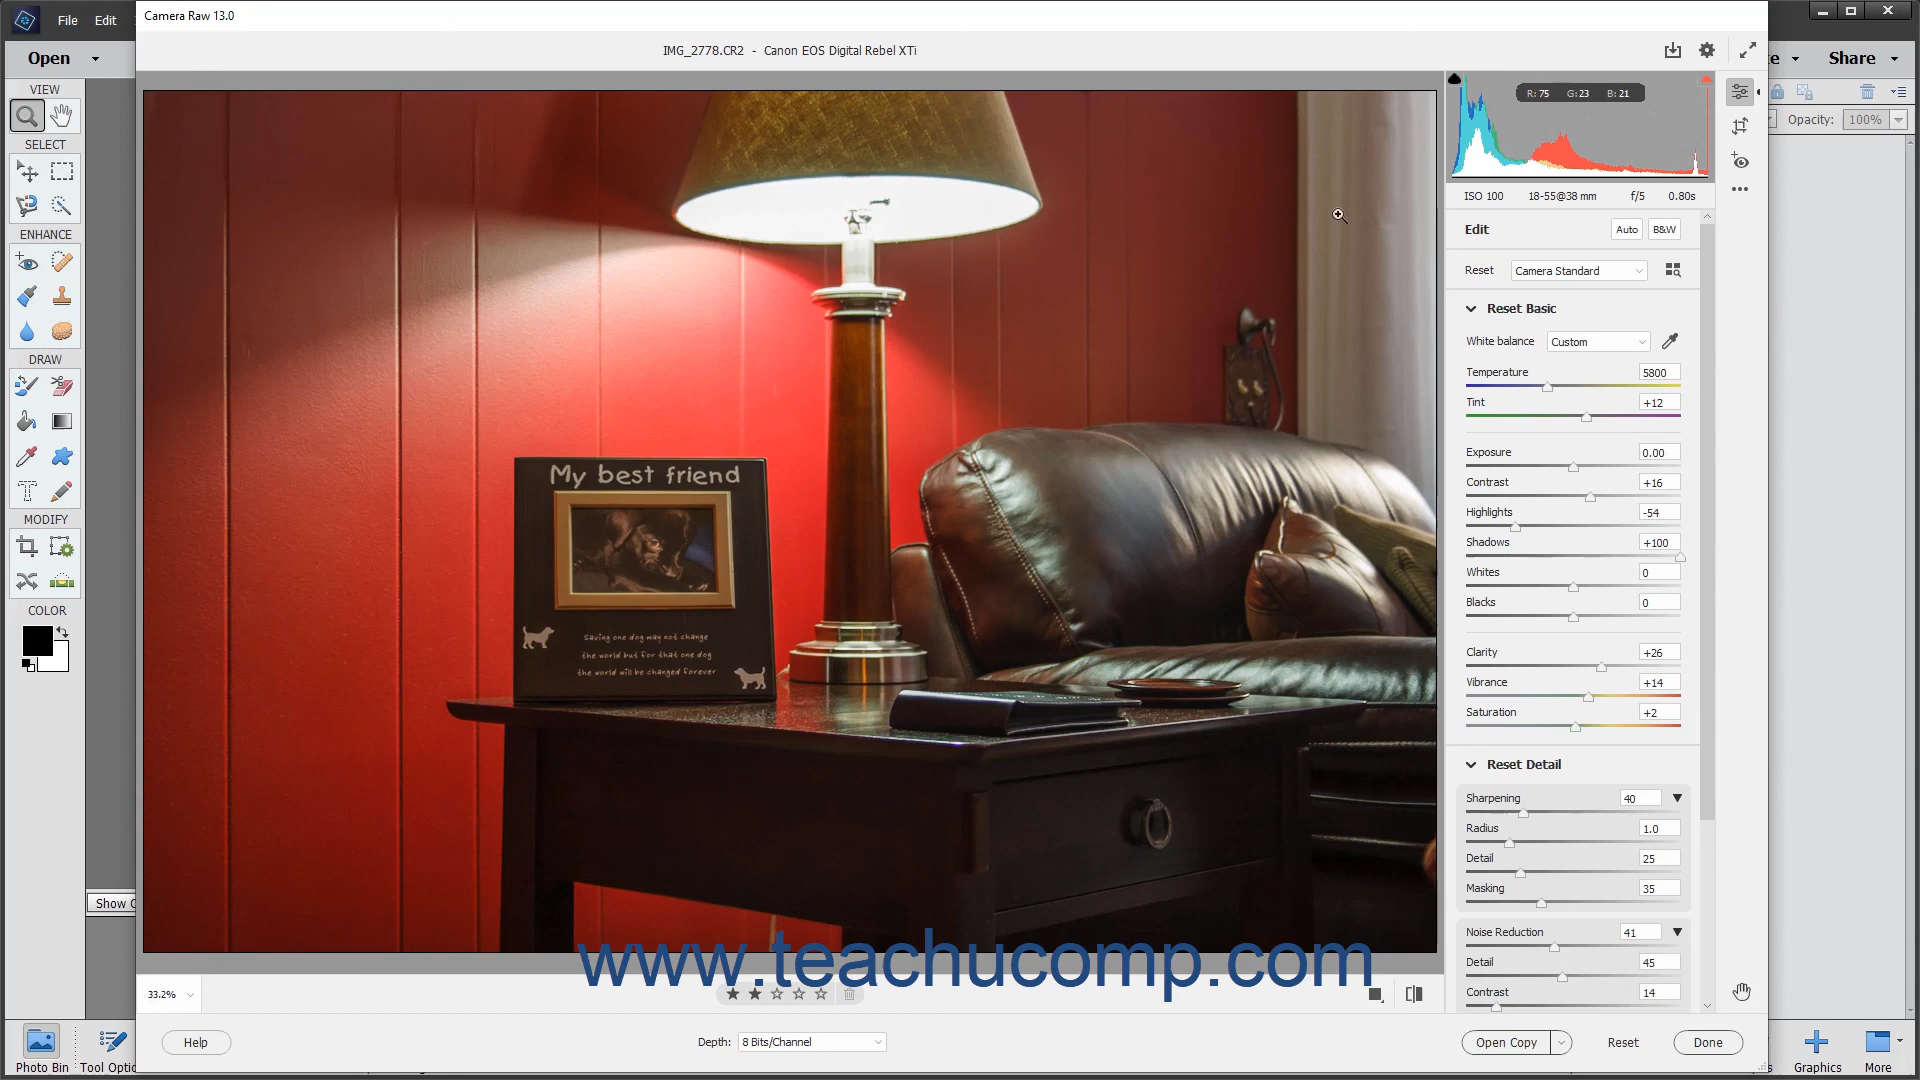 Camera Raw 13.0
File Edit
IMG_2778.CR2 - Canon EOS Digital Rebel XTi
Open
Share
VIEW
SELECT
ENHANCE
DRAW
MODIFY
COLOR
Opacity: 100%
R: 75 G: 23 B: 21
ISO 100 18-55@38 mm f/5 0.80s
Edit Auto B&W
Reset Camera Standard
Reset Basic
White balance Custom
Temperature 5800
Tint +12
Exposure 0.00
Contrast +16
Highlights -54
Shadows +100
Whites 0
Blacks 0
Clarity +26
Vibrance +14
Saturation +2
Reset Detail
Sharpening 40
Radius 1.0
Detail 25
Masking 35
Noise Reduction 41
Detail 45
Contrast 14
My best friend
Saving one dog may not change
the world but for that one dog
the world will be changed forever
www.teachucomp.com
Show
33.2%
Help
Depth: 8 Bits/Channel
Open Copy Reset Done
Photo Bin Tool
Graphics More